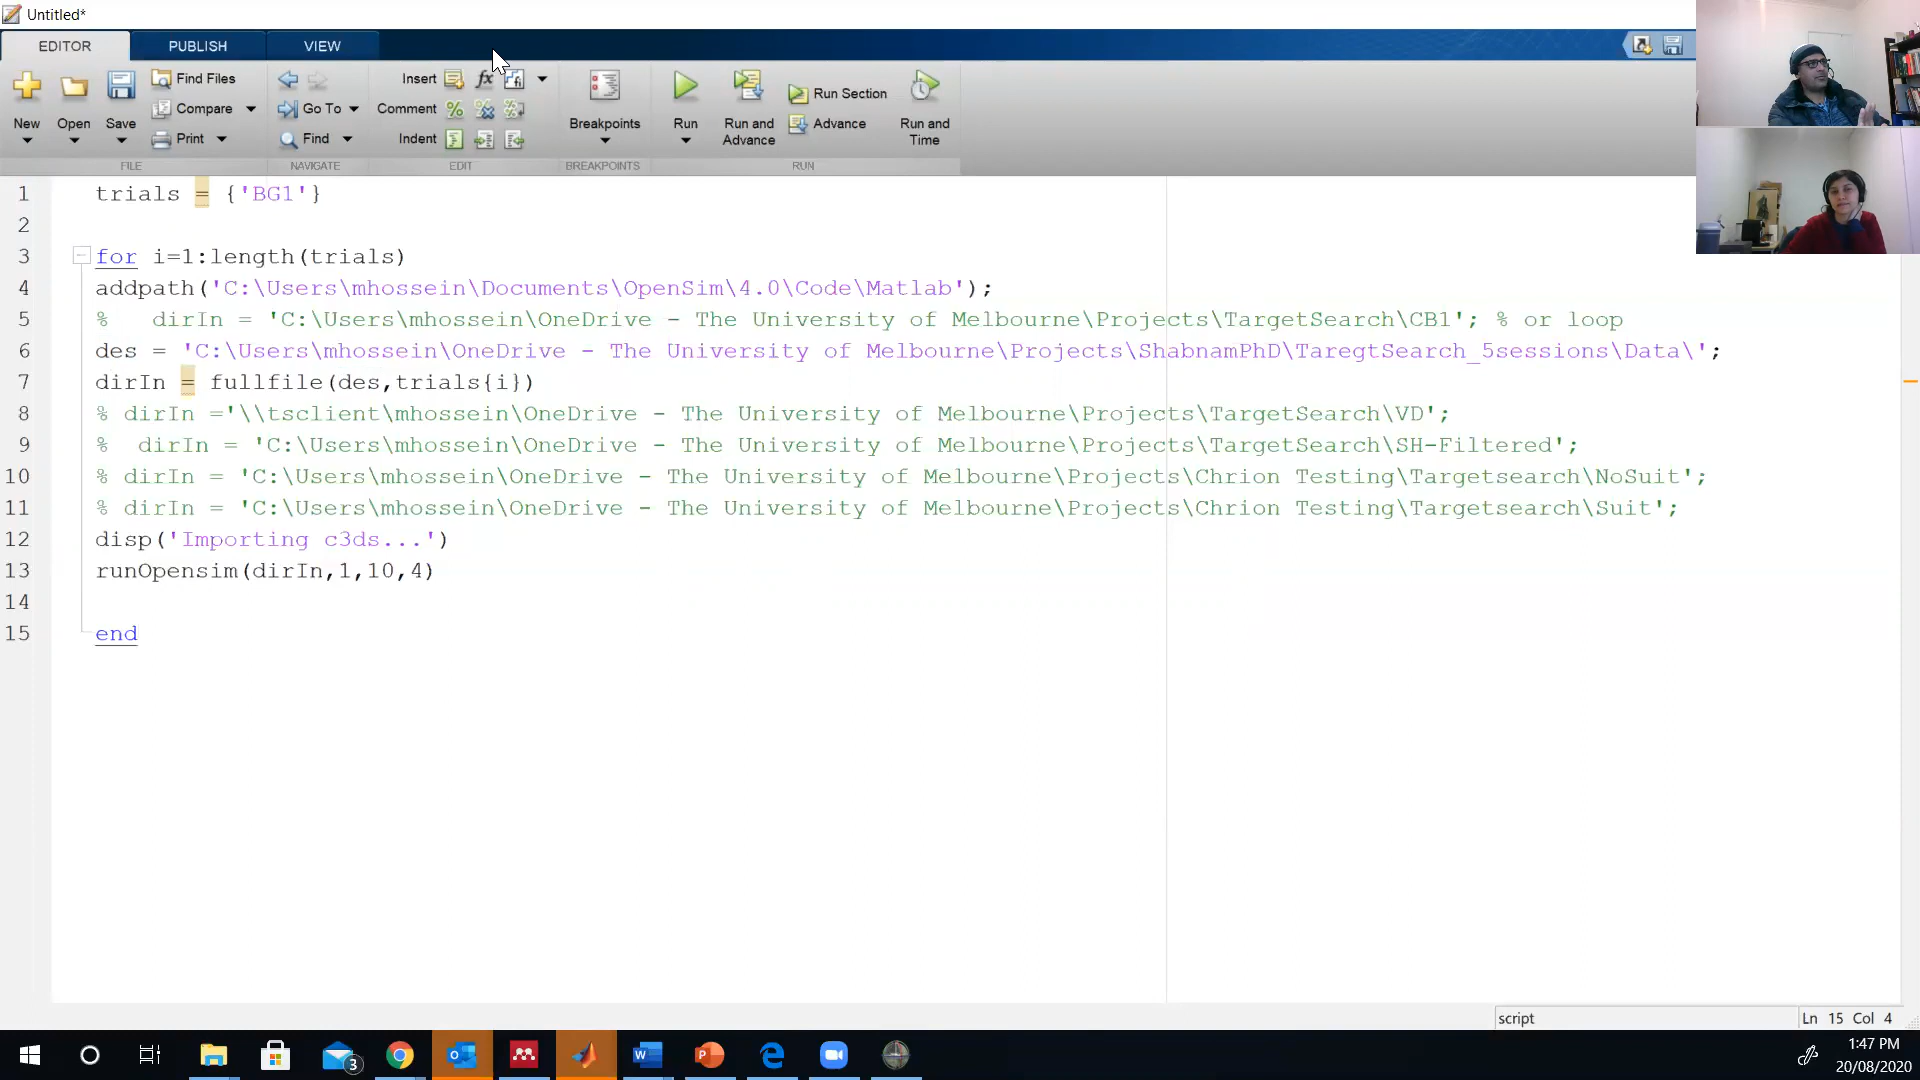 Untitled*
EDITOR PUBLISH VIEW
New Open Save Find Files Compare Print Go To Find Insert fx Comment Indent Breakpoints Run Run and Advance Run Section Advance Run and Time
FILE NAVIGATE EDIT BREAKPOINTS RUN
1 trials = {'BG1'}
2
3 for i=1:length(trials)
4 addpath('C:\Users\mhossein\Documents\OpenSim\4.0\Code\Matlab');
5 %   dirIn = 'C:\Users\mhossein\OneDrive - The University of Melbourne\Projects\TargetSearch\CB1'; % or loop
6 des = 'C:\Users\mhossein\OneDrive - The University of Melbourne\Projects\ShabnamPhD\TaregtSearch_5sessions\Data\';
7 dirIn = fullfile(des,trials{i})
8 % dirIn ='\\tsclient\mhossein\OneDrive - The University of Melbourne\Projects\TargetSearch\VD';
9 %  dirIn = 'C:\Users\mhossein\OneDrive - The University of Melbourne\Projects\TargetSearch\SH-Filtered';
10 % dirIn = 'C:\Users\mhossein\OneDrive - The University of Melbourne\Projects\Chrion Testing\Targetsearch\NoSuit';
11 % dirIn = 'C:\Users\mhossein\OneDrive - The University of Melbourne\Projects\Chrion Testing\Targetsearch\Suit';
12 disp('Importing c3ds...')
13 runOpensim(dirIn,1,10,4)
14
15 end
script Ln 15 Col 4
3
1:47 PM
20/08/2020